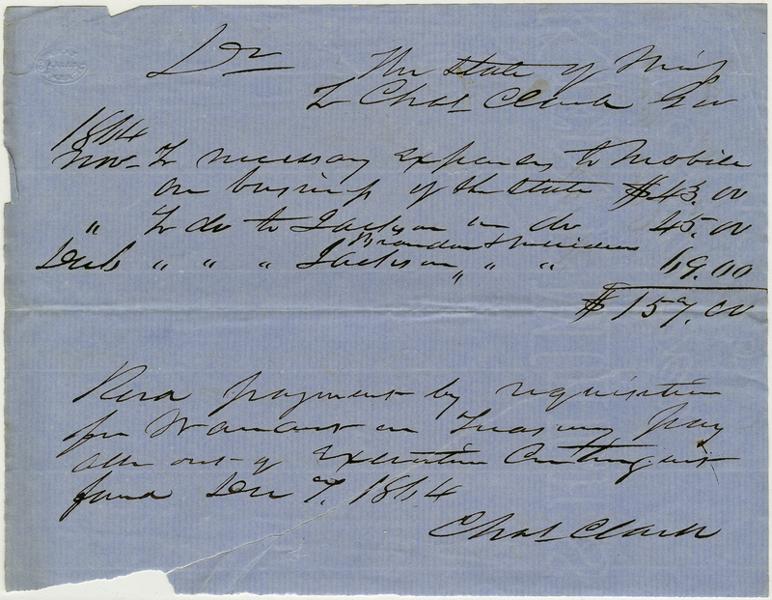 Dr The State of Miss
To Chas Clark Gov
1864
Nov - To necessary expenses to Mobile
on business of the State $43.00
" To do to Jackson on do 45.00
Brandon & Meridian
Decb " " " Jackson " " " 69.00
$157.00
Recd payment by requisition
for Warrant on Treasury pay
able out of Executive Contingent
fund Dec 7, 1864
Chas Clark